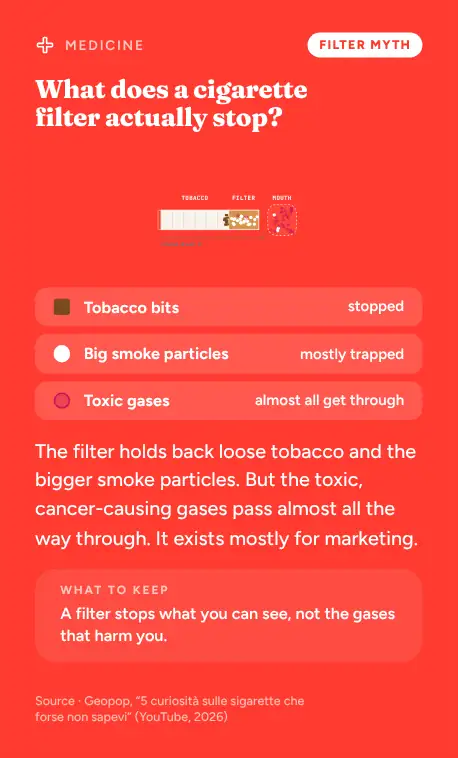 MEDICINE
FILTER MYTH
What does a cigarette
filter actually stop?
TOBACCO FILTER MOUTH
Tobacco bits stopped
Big smoke particles mostly trapped
Toxic gases almost all get through
The filter holds back loose tobacco and the
bigger smoke particles. But the toxic,
cancer-causing gases pass almost all the
way through. It exists mostly for marketing.
WHAT TO KEEP
A filter stops what you can see, not the gases
that harm you.
Source · Geopop, “5 curiosità sulle sigarette che
forse non sapevi” (YouTube, 2026)